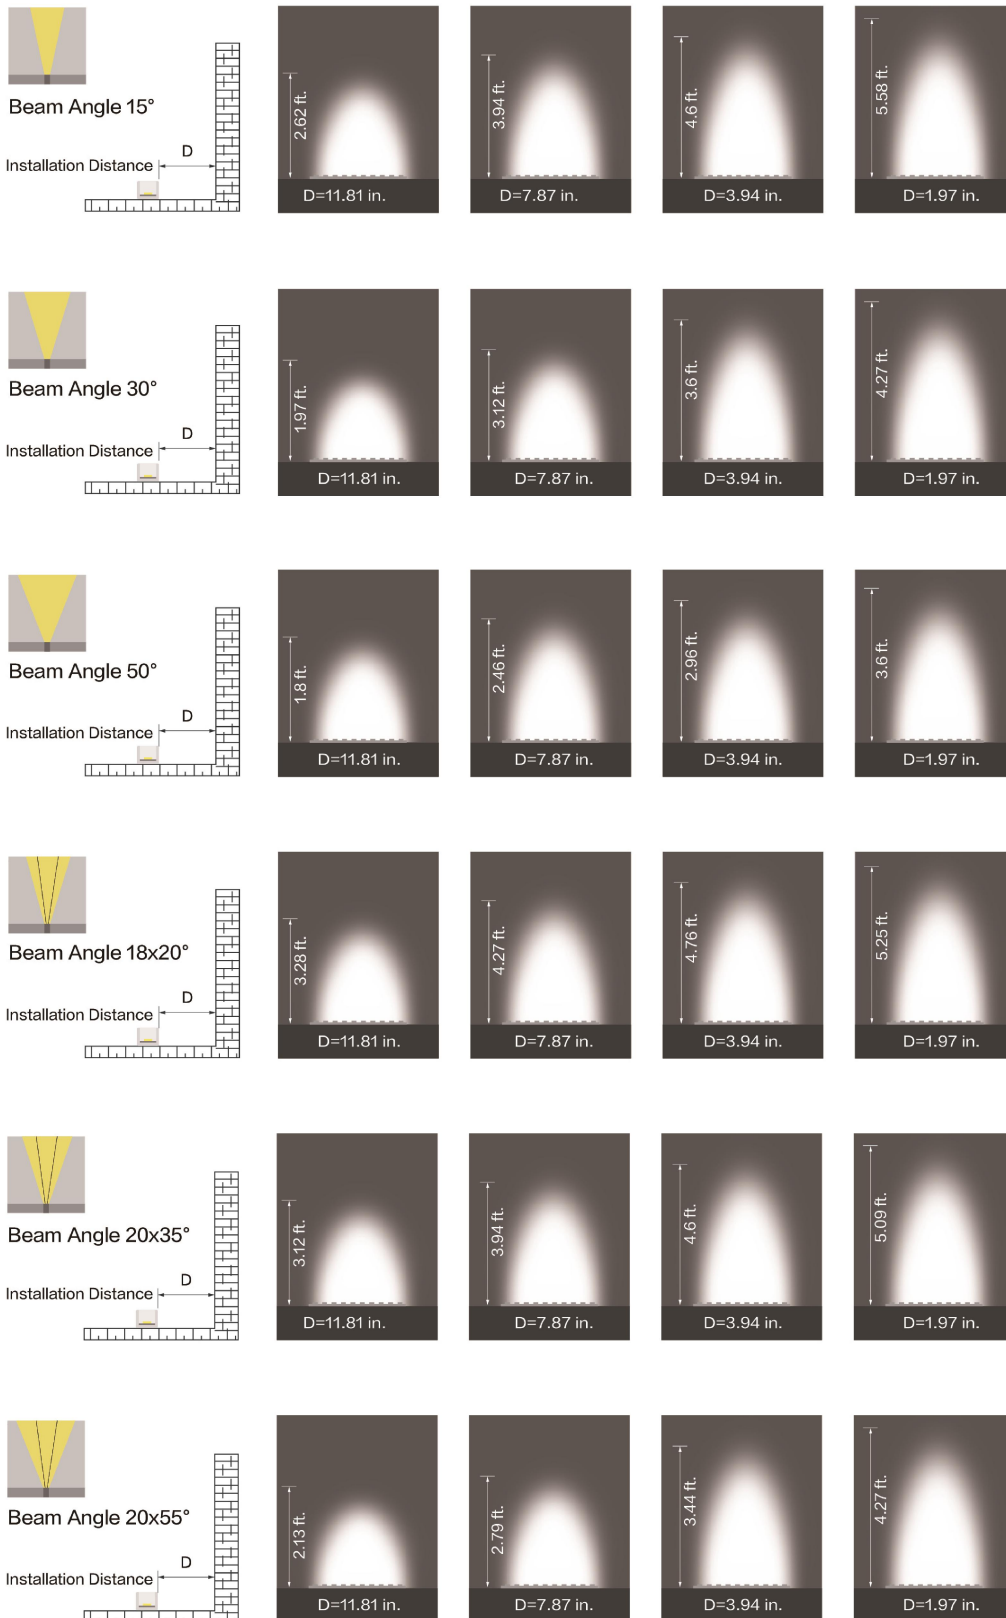 Beam Angle 15°
Installation Distance
D
2.62 ft.
D=11.81 in.
3.94 ft.
D=7.87 in.
4.6 ft.
D=3.94 in.
5.58 ft.
D=1.97 in.
Beam Angle 30°
Installation Distance
D
1.97 ft.
D=11.81 in.
3.12 ft.
D=7.87 in.
3.6 ft.
D=3.94 in.
4.27 ft.
D=1.97 in.
Beam Angle 50°
Installation Distance
D
1.8 ft.
D=11.81 in.
2.46 ft.
D=7.87 in.
2.96 ft.
D=3.94 in.
3.6 ft.
D=1.97 in.
Beam Angle 18x20°
Installation Distance
D
3.28 ft.
D=11.81 in.
4.27 ft.
D=7.87 in.
4.76 ft.
D=3.94 in.
5.25 ft.
D=1.97 in.
Beam Angle 20x35°
Installation Distance
D
3.12 ft.
D=11.81 in.
3.94 ft.
D=7.87 in.
4.6 ft.
D=3.94 in.
5.09 ft.
D=1.97 in.
Beam Angle 20x55°
Installation Distance
D
2.13 ft.
D=11.81 in.
2.79 ft.
D=7.87 in.
3.44 ft.
D=3.94 in.
4.27 ft.
D=1.97 in.